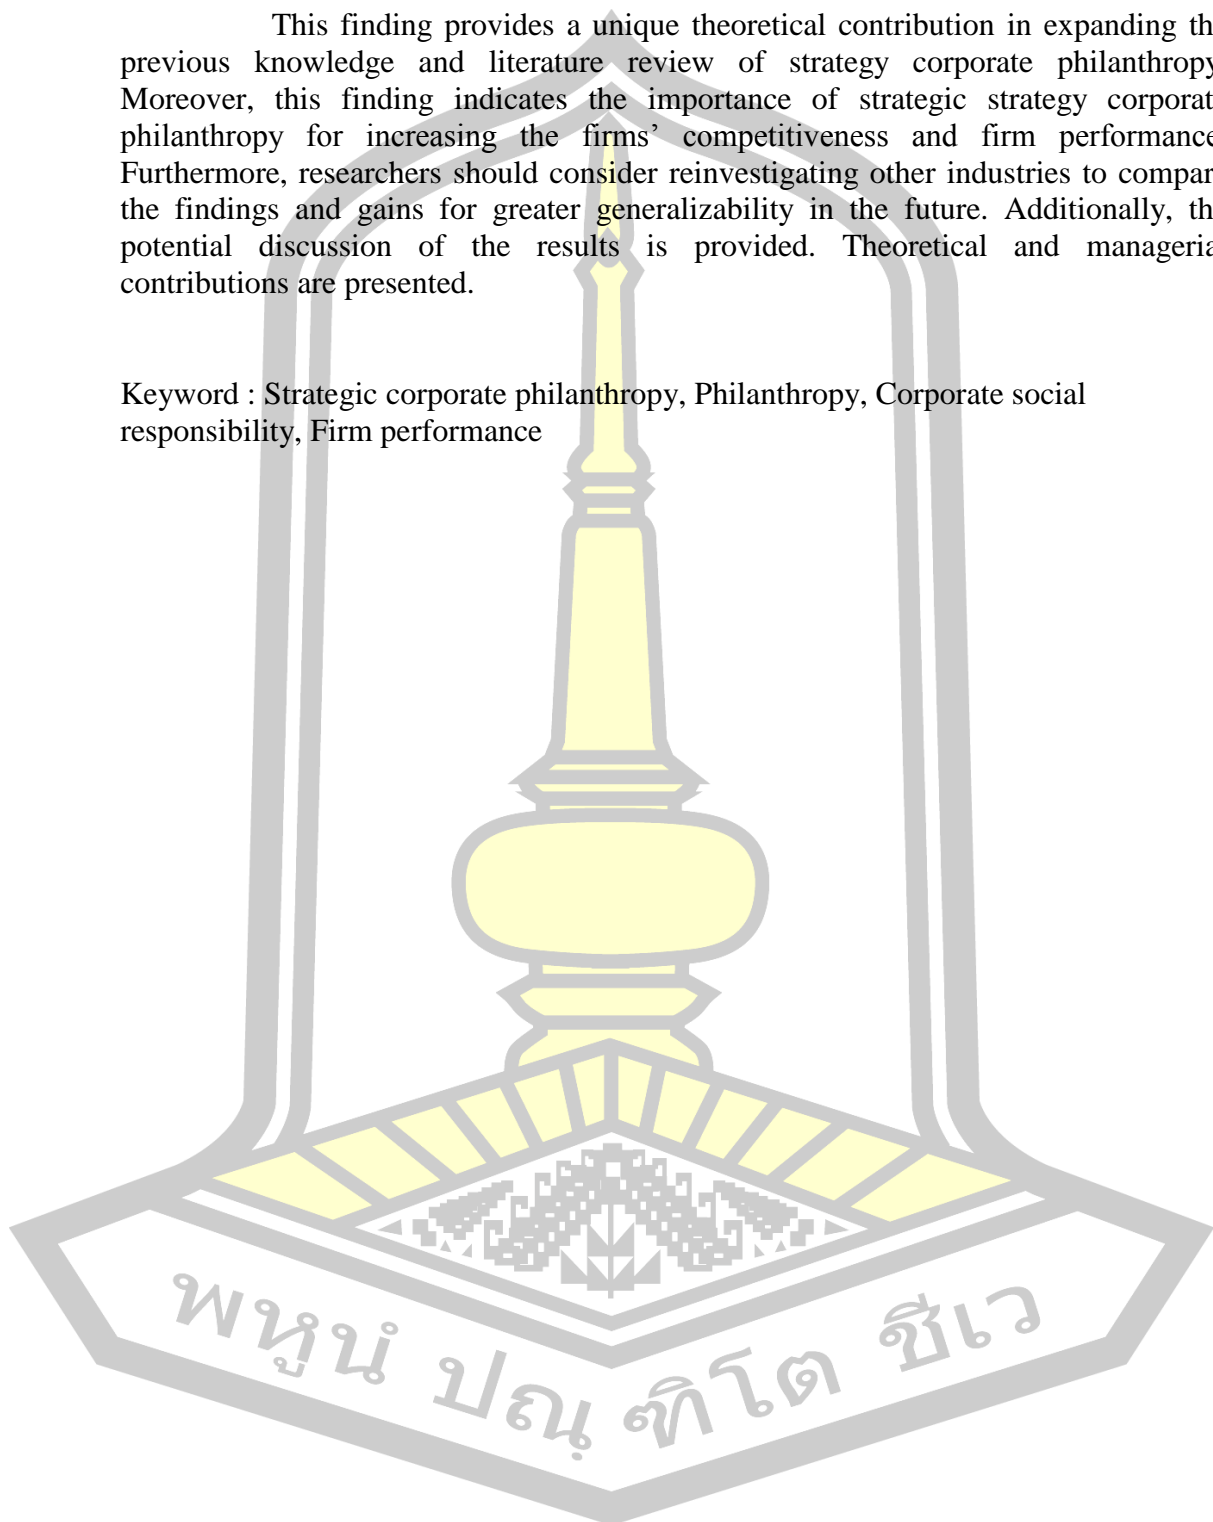 This finding provides a unique theoretical contribution in expanding th
previous knowledge and literature review of strategy corporate philanthropy
Moreover, this finding indicates the importance of strategic strategy corporat
philanthropy for increasing the firms' competitiveness and firm performance
Furthermore, researchers should consider reinvestigating other industries to compar
the findings and gains for greater generalizability in the future. Additionally, th
potential discussion of the results is provided. Theoretical and manageria
contributions are presented.
Keyword : Strategic corporate philanthropy, Philanthropy, Corporate social
responsibility, Firm performance
พหูนํ ปณฺฑิโต ชีเว